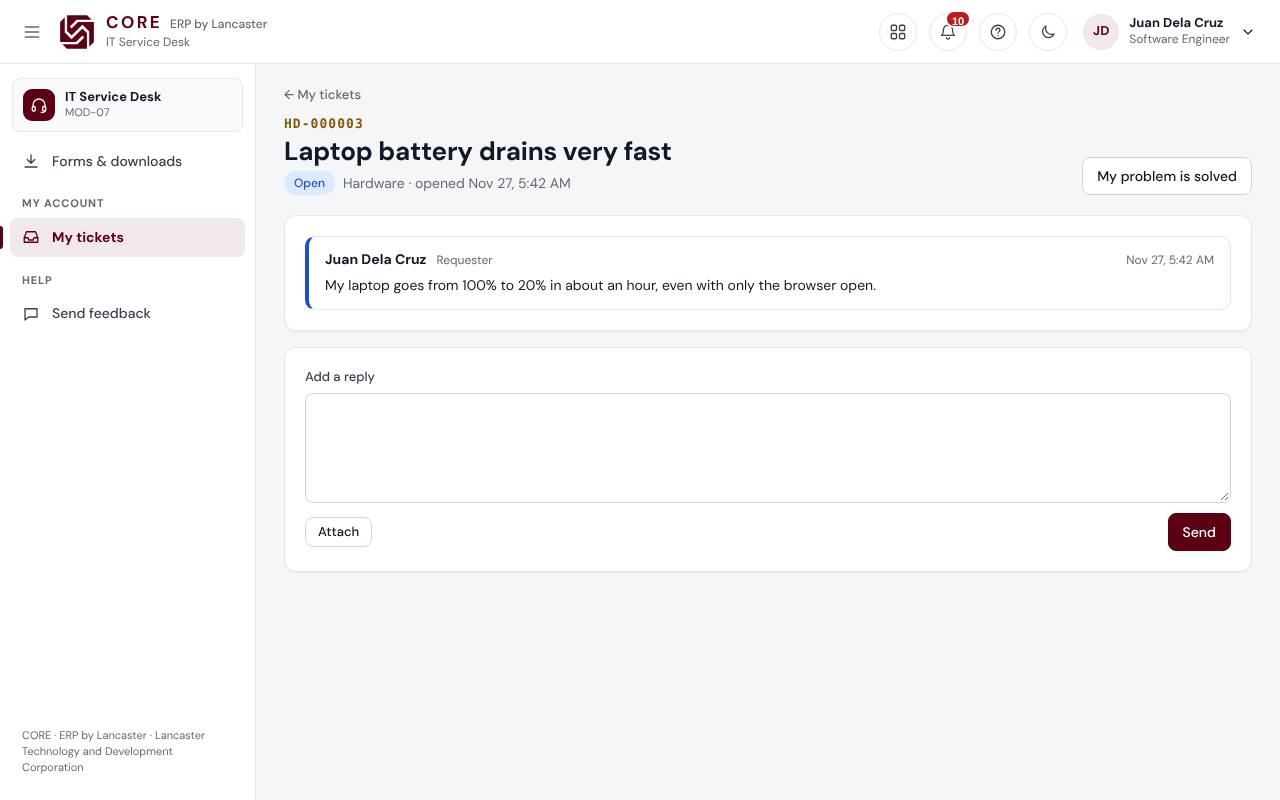 CORE ERP by Lancaster
IT Service Desk
10
JD
Juan Dela Cruz
Software Engineer
IT Service Desk
MOD-07
Forms & downloads
MY ACCOUNT
My tickets
HELP
Send feedback
CORE · ERP by Lancaster · Lancaster
Technology and Development
Corporation
← My tickets
HD-000003
Laptop battery drains very fast
Open Hardware · opened Nov 27, 5:42 AM
My problem is solved
Juan Dela Cruz Requester Nov 27, 5:42 AM
My laptop goes from 100% to 20% in about an hour, even with only the browser open.
Add a reply
Attach
Send